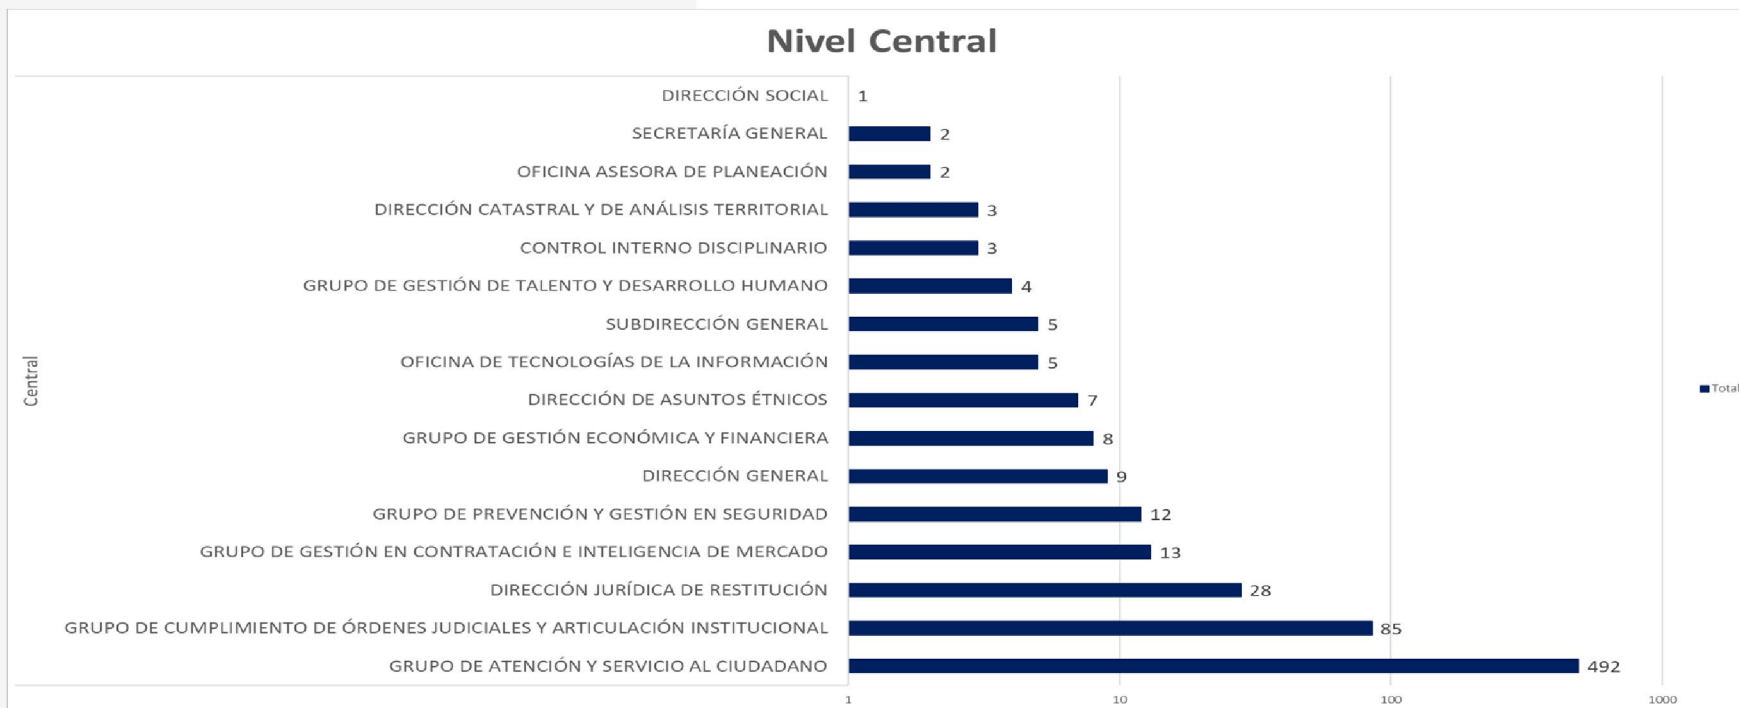 Nivel Central
DIRECCIÓN SOCIAL 1
SECRETARÍA GENERAL 2
OFICINA ASESORA DE PLANEACIÓN 2
DIRECCIÓN CATASTRAL Y DE ANÁLISIS TERRITORIAL 3
CONTROL INTERNO DISCIPLINARIO 3
GRUPO DE GESTIÓN DE TALENTO Y DESARROLLO HUMANO 4
SUBDIRECCIÓN GENERAL 5
OFICINA DE TECNOLOGÍAS DE LA INFORMACIÓN 5
DIRECCIÓN DE ASUNTOS ÉTNICOS 7
GRUPO DE GESTIÓN ECONÓMICA Y FINANCIERA 8
DIRECCIÓN GENERAL 9
GRUPO DE PREVENCIÓN Y GESTIÓN EN SEGURIDAD 12
GRUPO DE GESTIÓN EN CONTRATACIÓN E INTELIGENCIA DE MERCADO 13
DIRECCIÓN JURÍDICA DE RESTITUCIÓN 28
GRUPO DE CUMPLIMIENTO DE ÓRDENES JUDICIALES Y ARTICULACIÓN INSTITUCIONAL 85
GRUPO DE ATENCIÓN Y SERVICIO AL CIUDADANO 492
1 10 100 1000
Central
Total